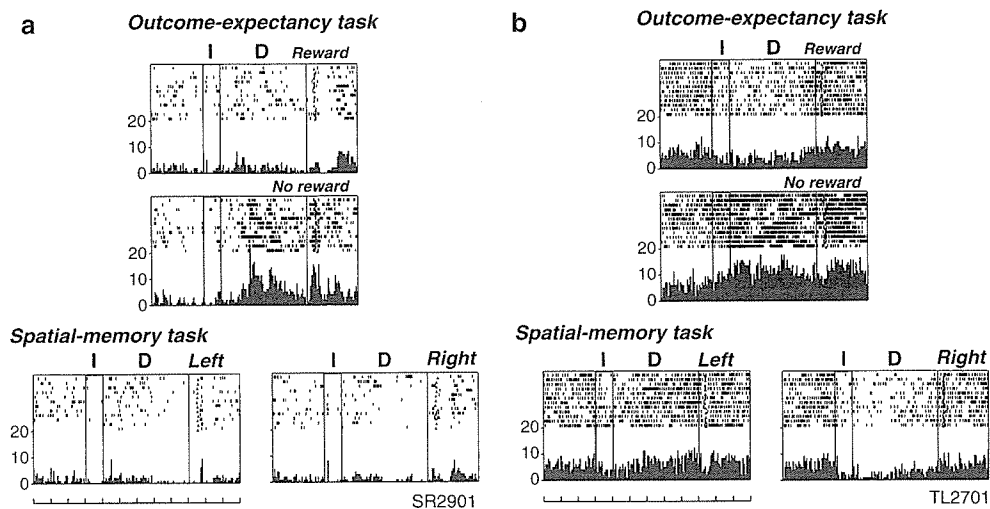 a
Outcome-expectancy task
I D Reward
20
10
0
No reward
20
10
0
Spatial-memory task
I D Left
20
10
0
I D Right
SR2901
b
Outcome-expectancy task
I D Reward
20
10
0
No reward
20
10
0
Spatial-memory task
I D Left
20
10
0
I D Right
TL2701